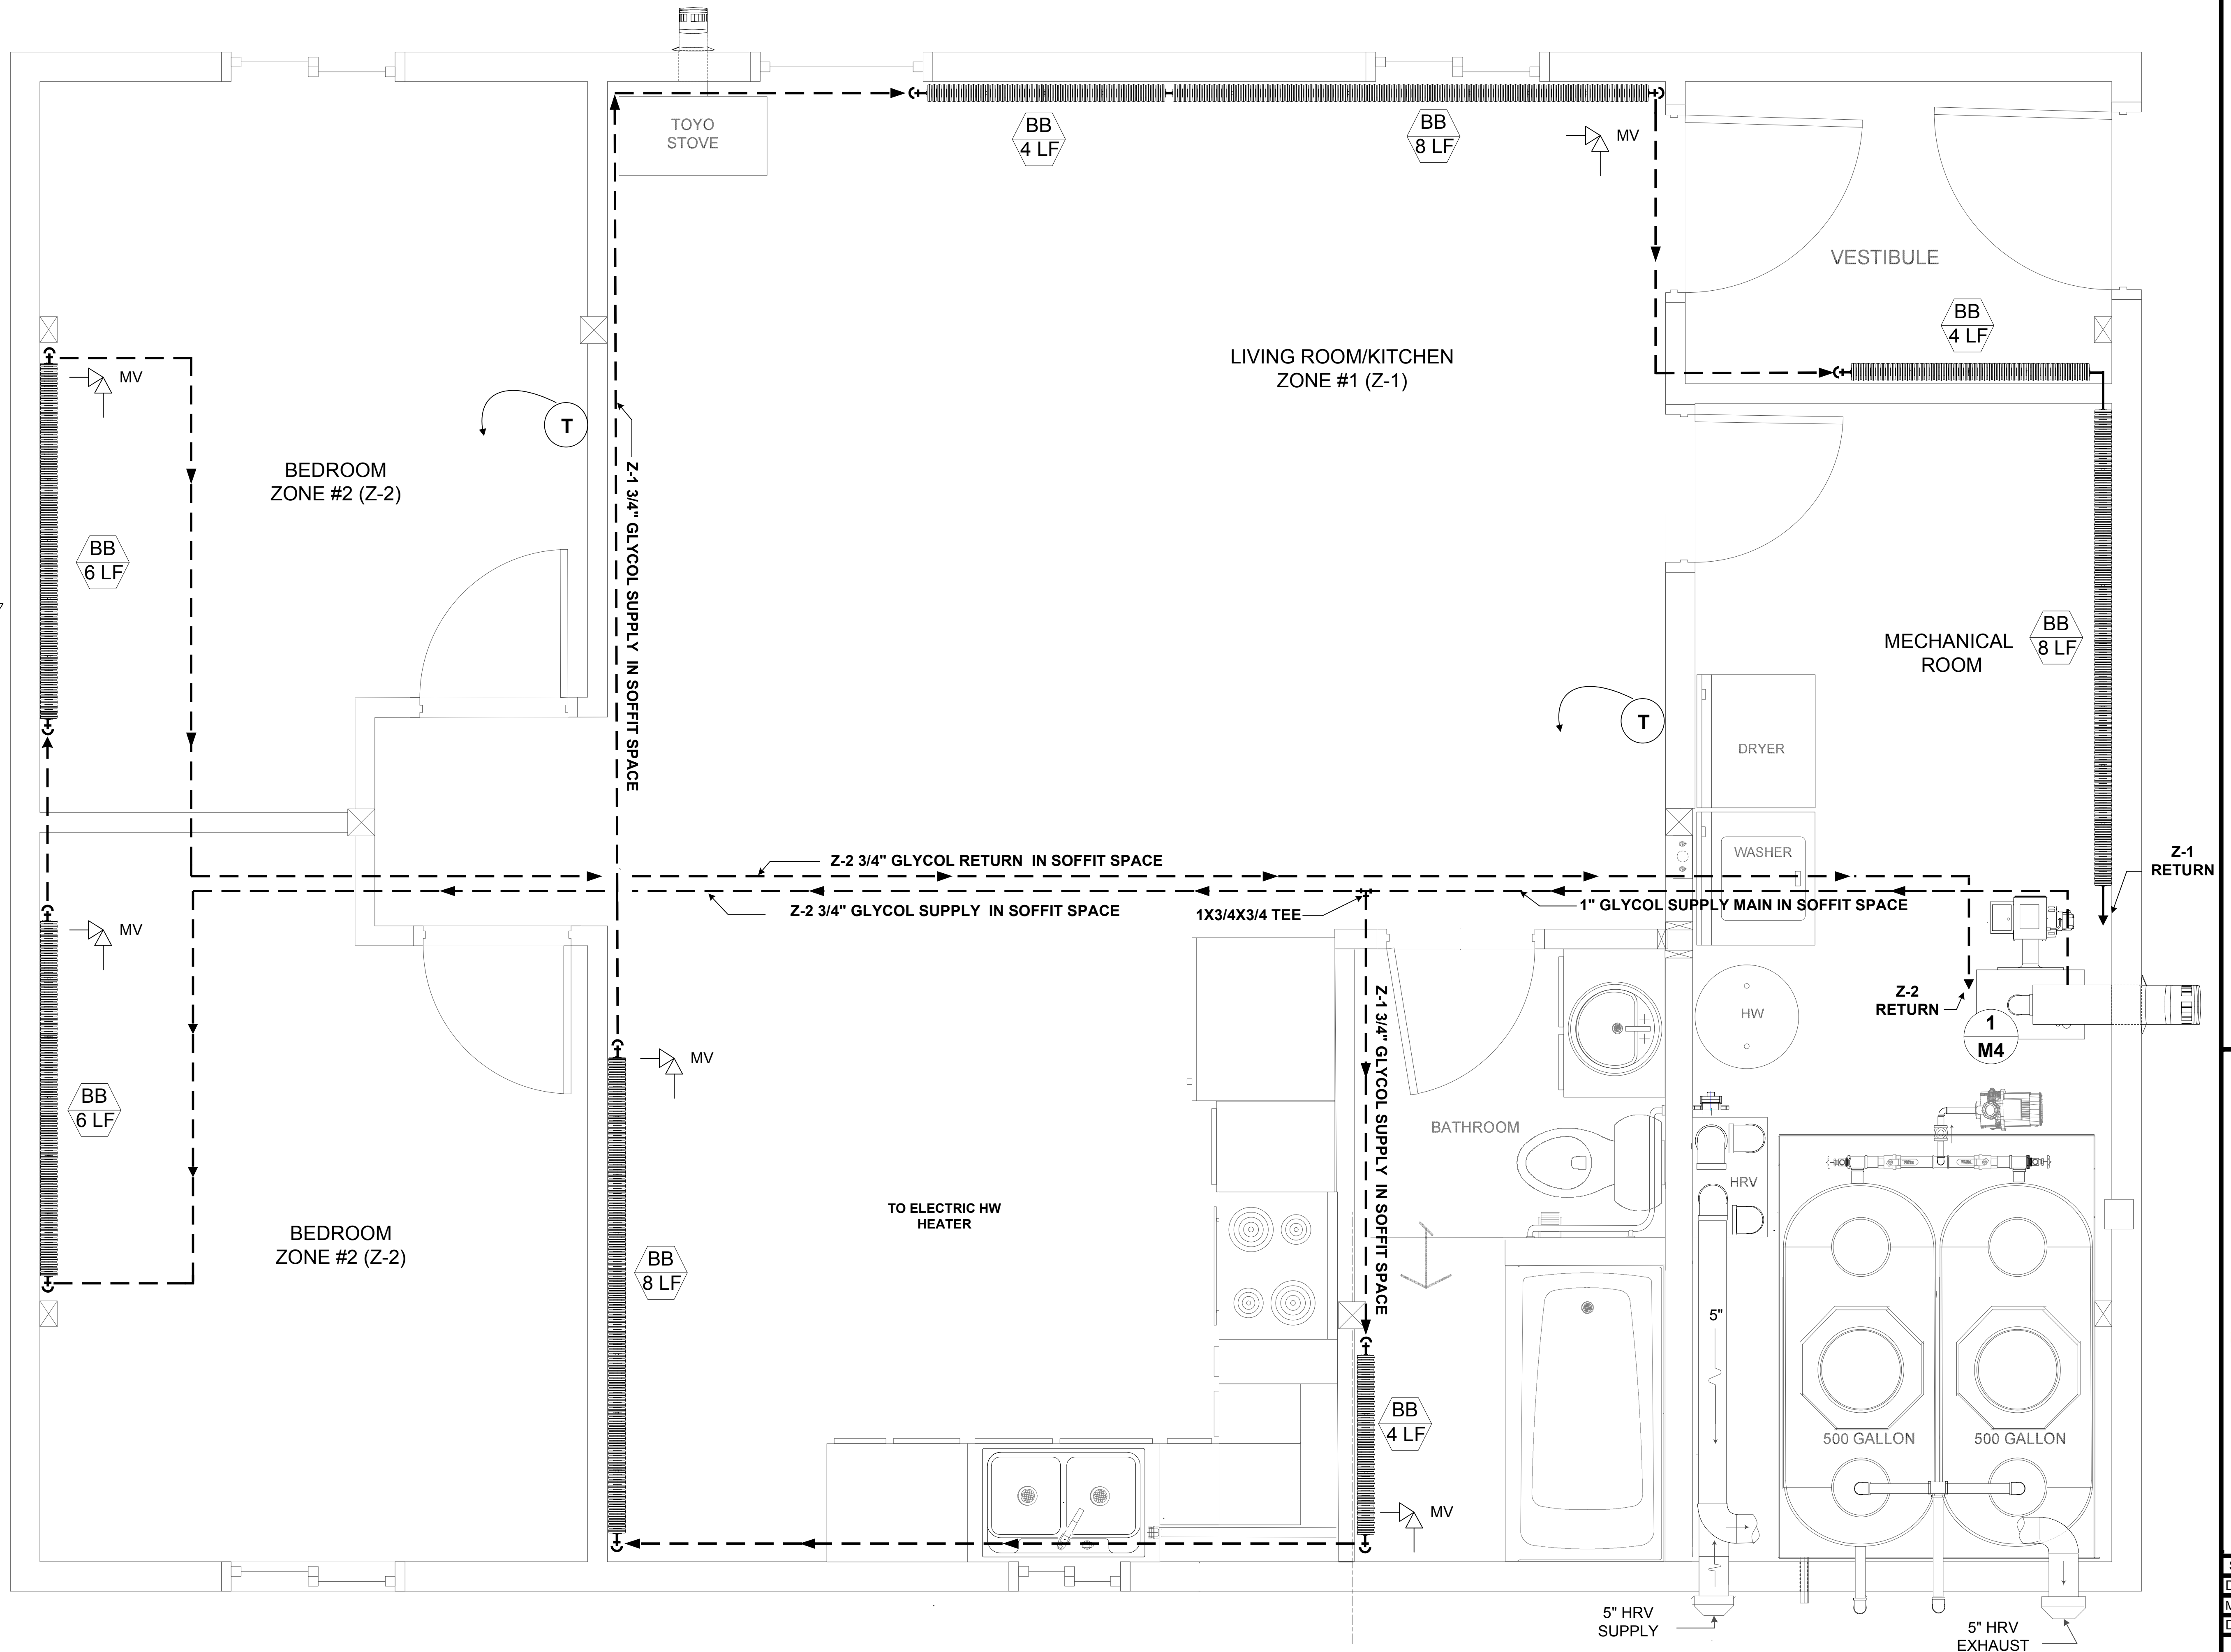 TOYO
STOVE
BB
4 LF
BB
8 LF
MV
VESTIBULE
BB
4 LF
LIVING ROOM/KITCHEN
ZONE #1 (Z-1)
MV
T
BEDROOM
ZONE #2 (Z-2)
Z-1 3/4" GLYCOL SUPPLY IN SOFFIT SPACE
BB
6 LF
MECHANICAL
ROOM
BB
8 LF
T
DRYER
WASHER
Z-1
RETURN
Z-2 3/4" GLYCOL RETURN IN SOFFIT SPACE
Z-2 3/4" GLYCOL SUPPLY IN SOFFIT SPACE
1X3/4X3/4 TEE
1" GLYCOL SUPPLY MAIN IN SOFFIT SPACE
MV
Z-2
RETURN
HW
1
M4
MV
Z-1 3/4" GLYCOL SUPPLY IN SOFFIT SPACE
BB
6 LF
BATHROOM
HRV
TO ELECTRIC HW
HEATER
BEDROOM
ZONE #2 (Z-2)
BB
8 LF
5"
BB
4 LF
500 GALLON
500 GALLON
MV
5" HRV
SUPPLY
5" HRV
EXHAUST